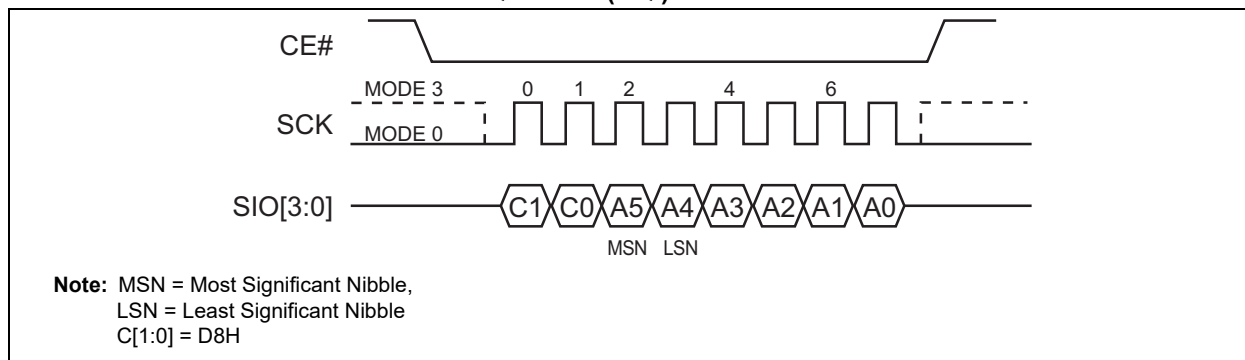 CE#
MODE 3 0 1 2 4 6
SCK
MODE 0
SIO[3:0] C1 C0 A5 A4 A3 A2 A1 A0
MSN LSN
Note: MSN = Most Significant Nibble,
LSN = Least Significant Nibble
C[1:0] = D8H